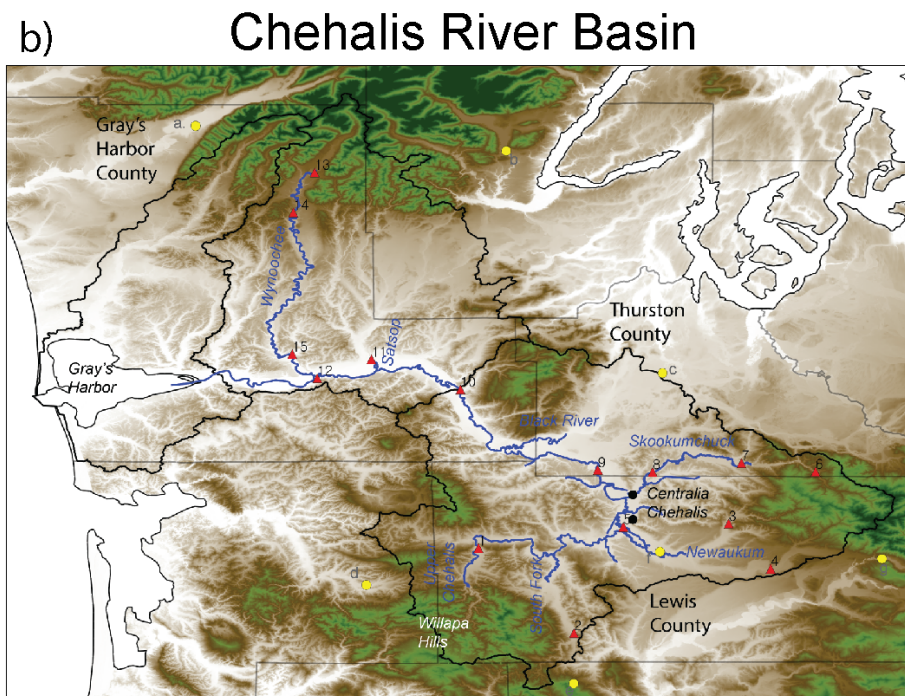 b)
Chehalis River Basin
Gray's
Harbor
County
a.
b
13
14
Wynoochee
Thurston
County
15
11
Satsop
Gray's
Harbor
12
c
10
Black River
Skookumchuck
9
8
7
6
Centralia
Chehalis
3
5
1
Newaukum
4
Upper
Chehalis
South Fork
d
Willapa
Hills
Lewis
County
2